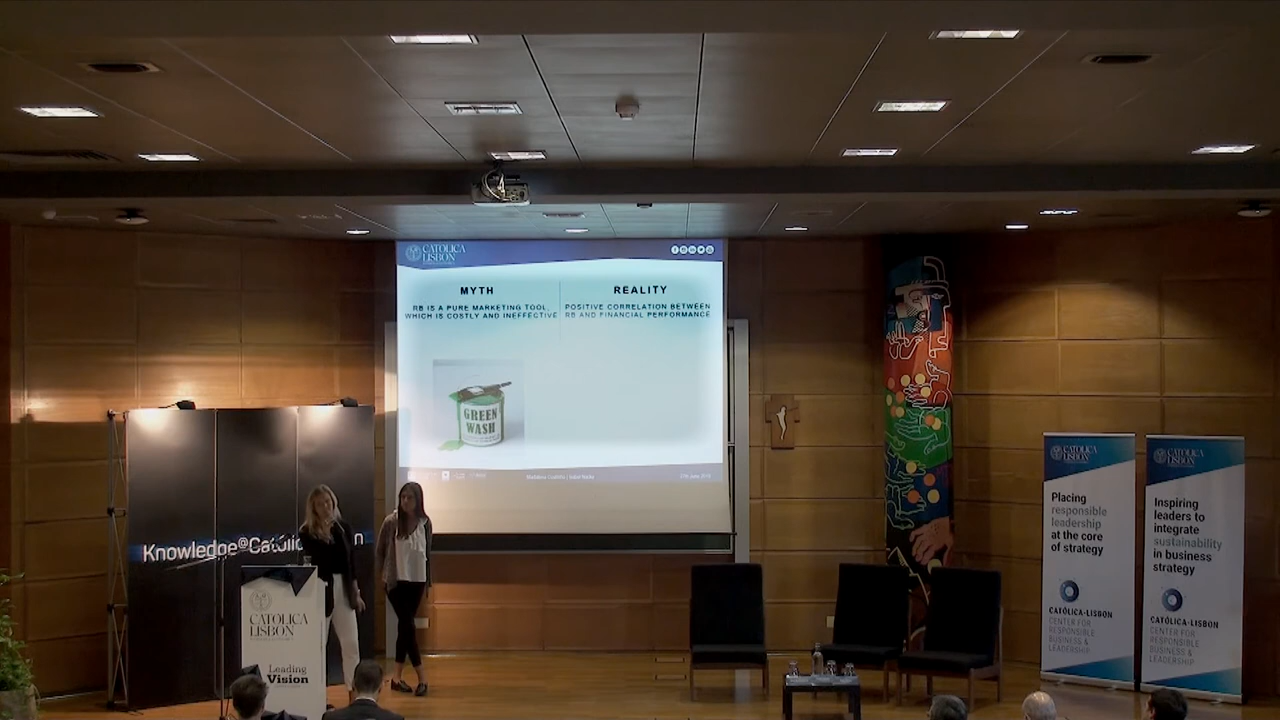 CATÓLICA
LISBON
MYTH
RB IS A PURE MARKETING TOOL,
WHICH IS COSTLY AND INEFFECTIVE
REALITY
POSITIVE CORRELATION BETWEEN
RB AND FINANCIAL PERFORMANCE
GREEN
WASH
Knowledge@Católic
CATÓLICA
LISBON
Leading
Vision
CATÓLICA
LISBON
Placing
responsible
leadership
at the core
of strategy
CATÓLICA-LISBON
CENTER FOR
RESPONSIBLE
BUSINESS &
LEADERSHIP
CATÓLICA
LISBON
Inspiring
leaders to
integrate
sustainability
in business
strategy
CATÓLICA-LISBON
CENTER FOR
RESPONSIBLE
BUSINESS &
LEADERSHIP